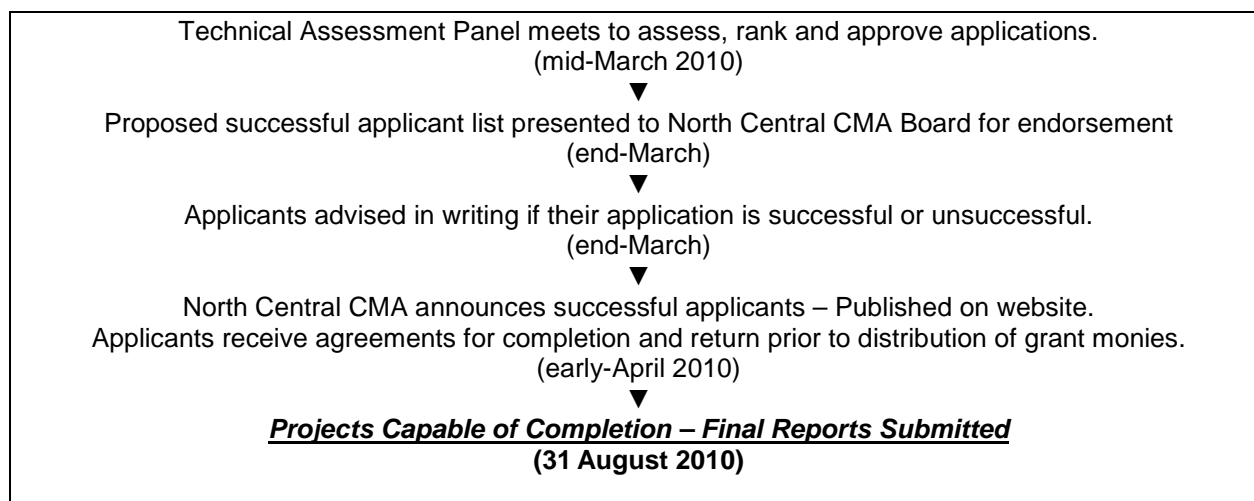 Technical Assessment Panel meets to assess, rank and approve applications.
(mid-March 2010)
▼
Proposed successful applicant list presented to North Central CMA Board for endorsement
(end-March)
▼
Applicants advised in writing if their application is successful or unsuccessful.
(end-March)
▼
North Central CMA announces successful applicants – Published on website.
Applicants receive agreements for completion and return prior to distribution of grant monies.
(early-April 2010)
▼
Projects Capable of Completion – Final Reports Submitted
(31 August 2010)